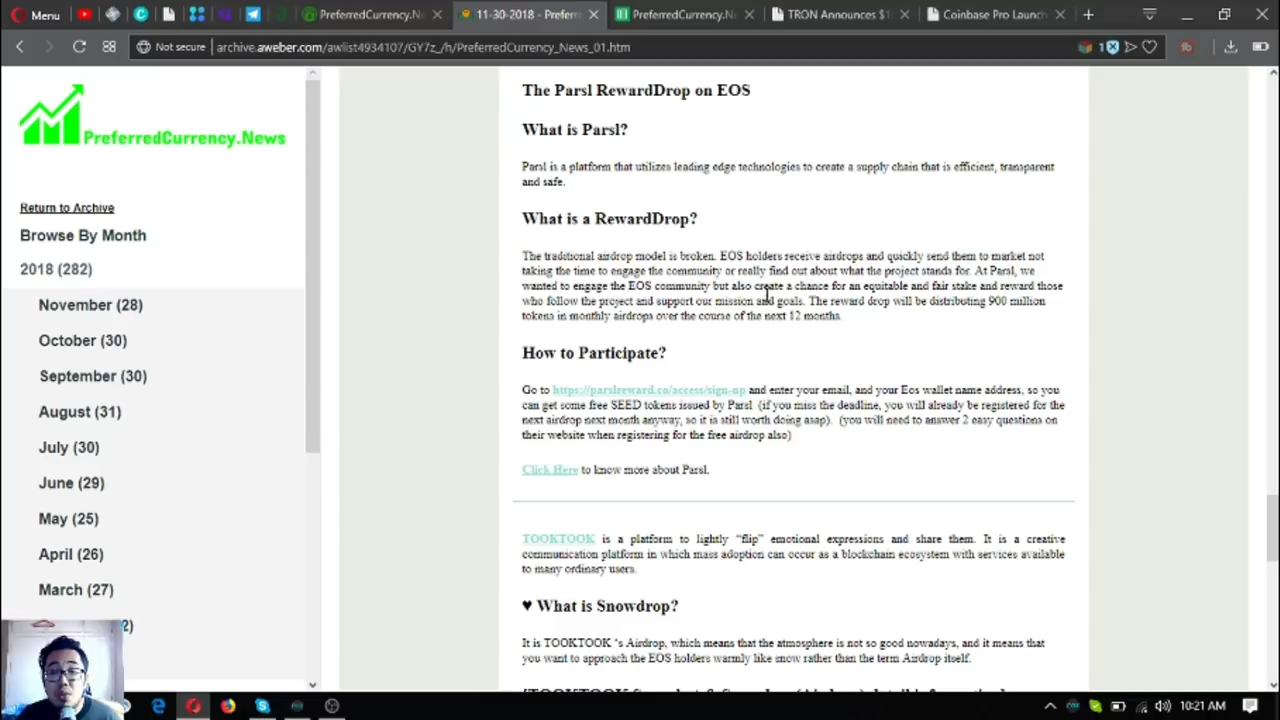 Menu
PreferredCurrency.N
11-30-2018 - Preferr
PreferredCurrency.N
TRON Announces $1
Coinbase Pro Launch
Not secure
archive.aweber.com/awlist4934107/GY7z_/h/PreferredCurrency_News_01.htm
1
PreferredCurrency.News
Return to Archive
Browse By Month
2018 (282)
November (28)
October (30)
September (30)
August (31)
July (30)
June (29)
May (25)
April (26)
March (27)
2)
The Parsl RewardDrop on EOS
What is Parsl?
Parsl is a platform that utilizes leading edge technologies to create a supply chain that is efficient, transparent
and safe.
What is a RewardDrop?
The traditional airdrop model is broken. EOS holders receive airdrops and quickly send them to market not
taking the time to engage the community or really find out about what the project stands for. At Parsl, we
wanted to engage the EOS community but also create a chance for an equitable and fair stake and reward those
who follow the project and support our mission and goals. The reward drop will be distributing 900 million
tokens in monthly airdrops over the course of the next 12 months.
How to Participate?
Go to https://parslreward.co/access/sign-up and enter your email, and your Eos wallet name address, so you
can get some free SEED tokens issued by Parsl (if you miss the deadline, you will already be registered for the
next airdrop next month anyway, so it is still worth doing asap). (you will need to answer 2 easy questions on
their website when registering for the free airdrop also)
Click Here to know more about Parsl.
TOOKTOOK is a platform to lightly “flip” emotional expressions and share them. It is a creative
communication platform in which mass adoption can occur as a blockchain ecosystem with services available
to many ordinary users.
♥ What is Snowdrop?
It is TOOKTOOK ‘s Airdrop, which means that the atmosphere is not so good nowadays, and it means that
you want to approach the EOS holders warmly like snow rather than the term Airdrop itself.
10:21 AM